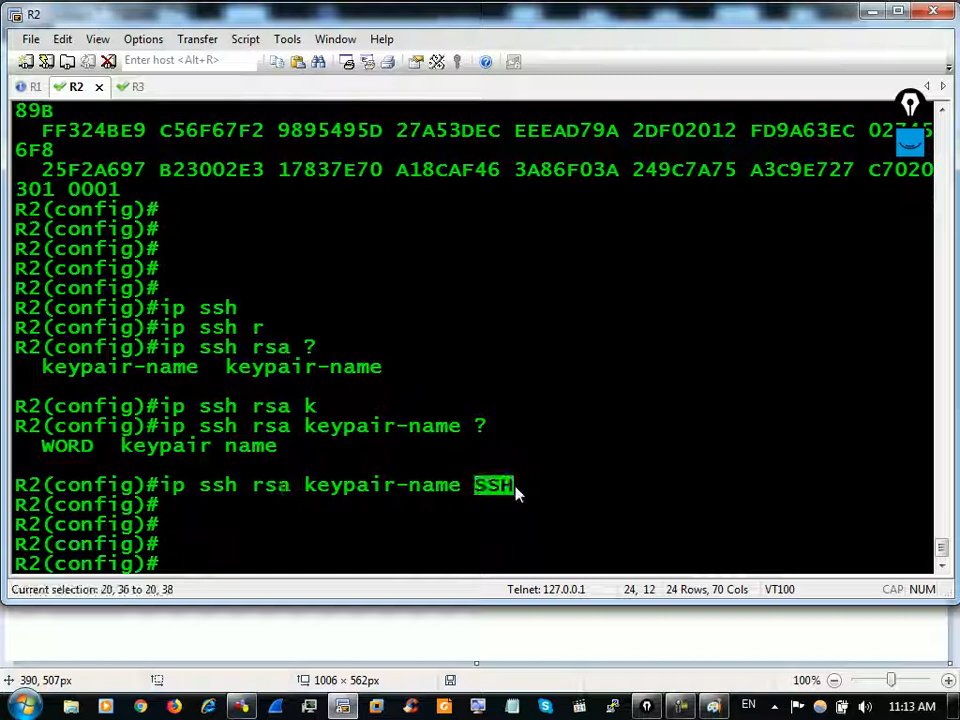 R2
File Edit View Options Transfer Script Tools Window Help
Enter host <Alt+R>
R1 R2 R3
89B
FF324BE9 C56F67F2 9895495D 27A53DEC EEEAD79A 2DF02012 FD9A63EC
6F8
25F2A697 B23002E3 17837E70 A18CAF46 3A86F03A 249C7A75 A3C9E727 C7020
301 0001
R2(config)#
R2(config)#
R2(config)#
R2(config)#
R2(config)#
R2(config)#ip ssh
R2(config)#ip ssh r
R2(config)#ip ssh rsa ?
keypair-name keypair-name
R2(config)#ip ssh rsa k
R2(config)#ip ssh rsa keypair-name ?
WORD keypair name
R2(config)#ip ssh rsa keypair-name SSH
R2(config)#
R2(config)#
R2(config)#
R2(config)#
Current selection: 20, 36 to 20, 38 Telnet: 127.0.0.1 24, 12 24 Rows, 70 Cols VT100 CAP NUM
390, 507px 1006 × 562px 100%
EN 11:13 AM